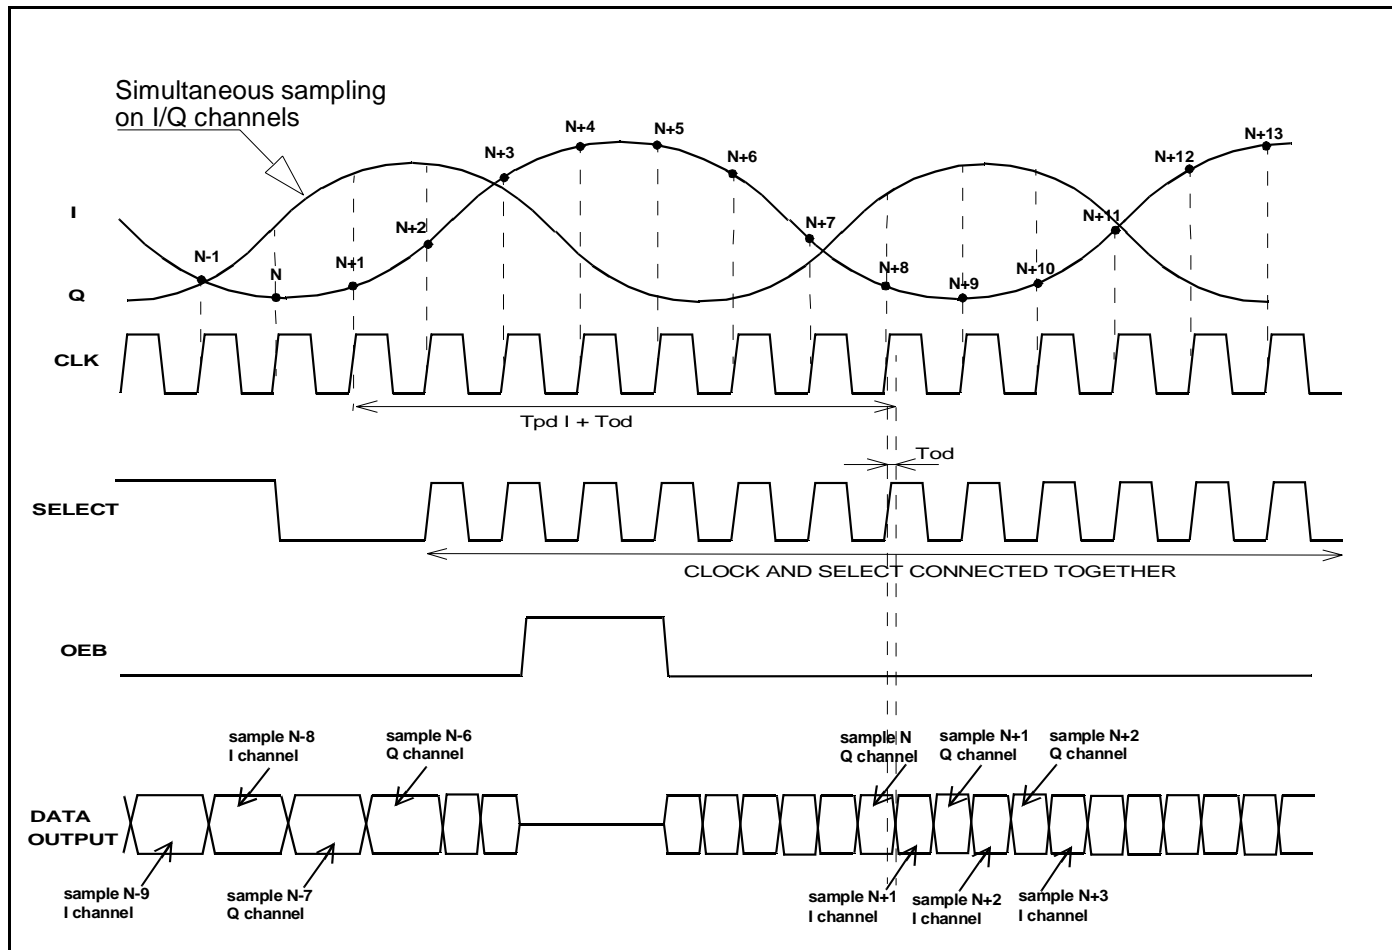 Simultaneous sampling
on I/Q channels
I
Q
N-1
N
N+1
N+2
N+3
N+4
N+5
N+6
N+7
N+8
N+9
N+10
N+11
N+12
N+13
CLK
Tpd I + Tod
Tod
SELECT
CLOCK AND SELECT CONNECTED TOGETHER
OEB
sample N-8
I channel
sample N-6
Q channel
sample N
Q channel
sample N+1
Q channel
sample N+2
Q channel
DATA
OUTPUT
sample N-9
I channel
sample N-7
Q channel
sample N+1
I channel
sample N+2
I channel
sample N+3
I channel